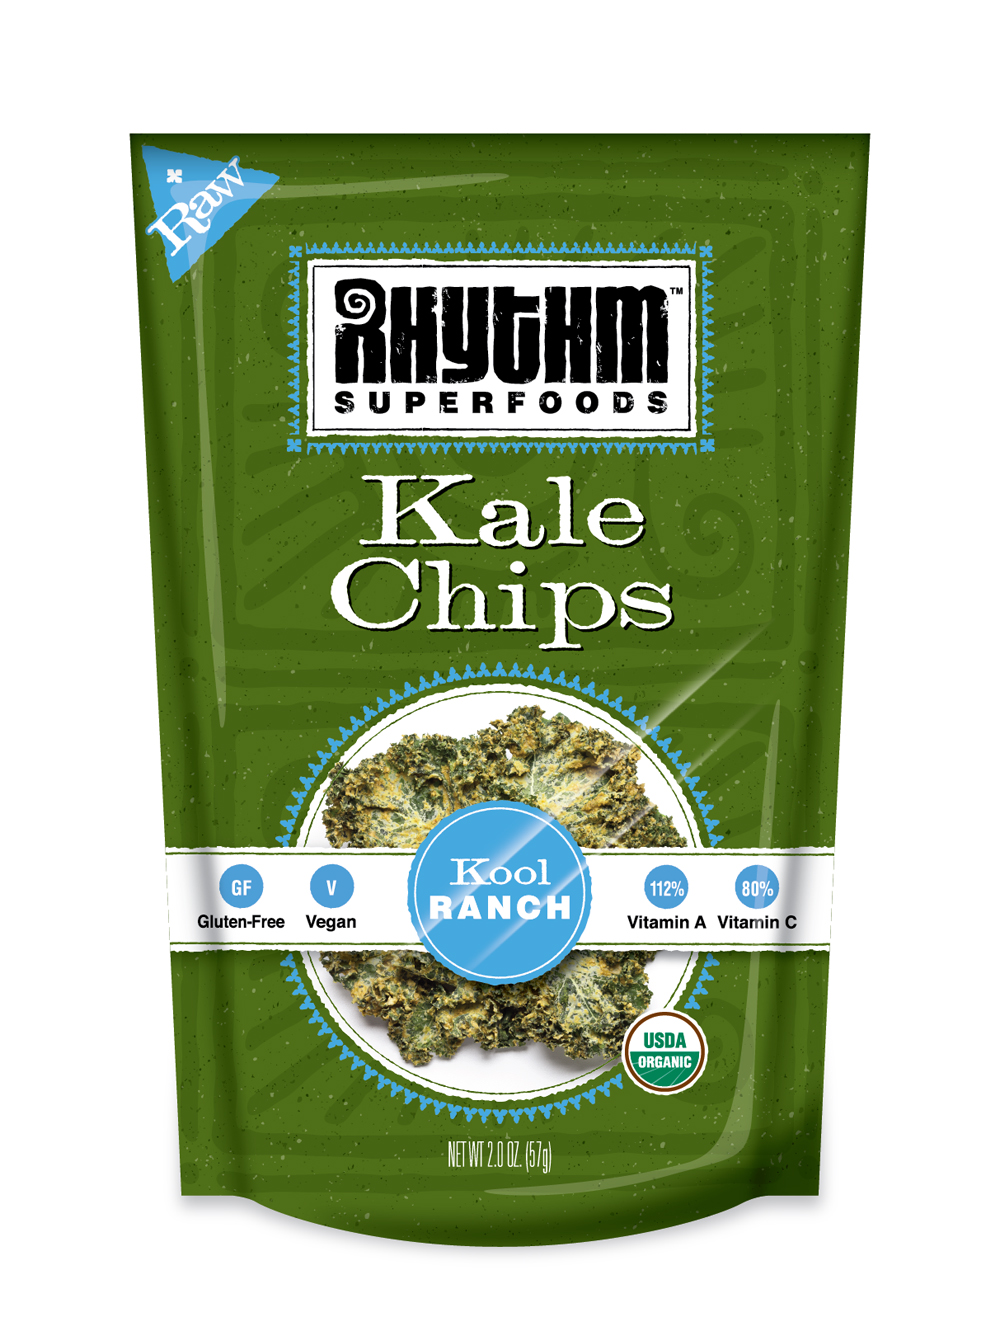 Raw
RHYTHM™
SUPERFOODS
Kale
Chips
GF
Gluten-Free
V
Vegan
Kool
RANCH
112%
Vitamin A
80%
Vitamin C
USDA
ORGANIC
NET WT 2.0 OZ. (57g)